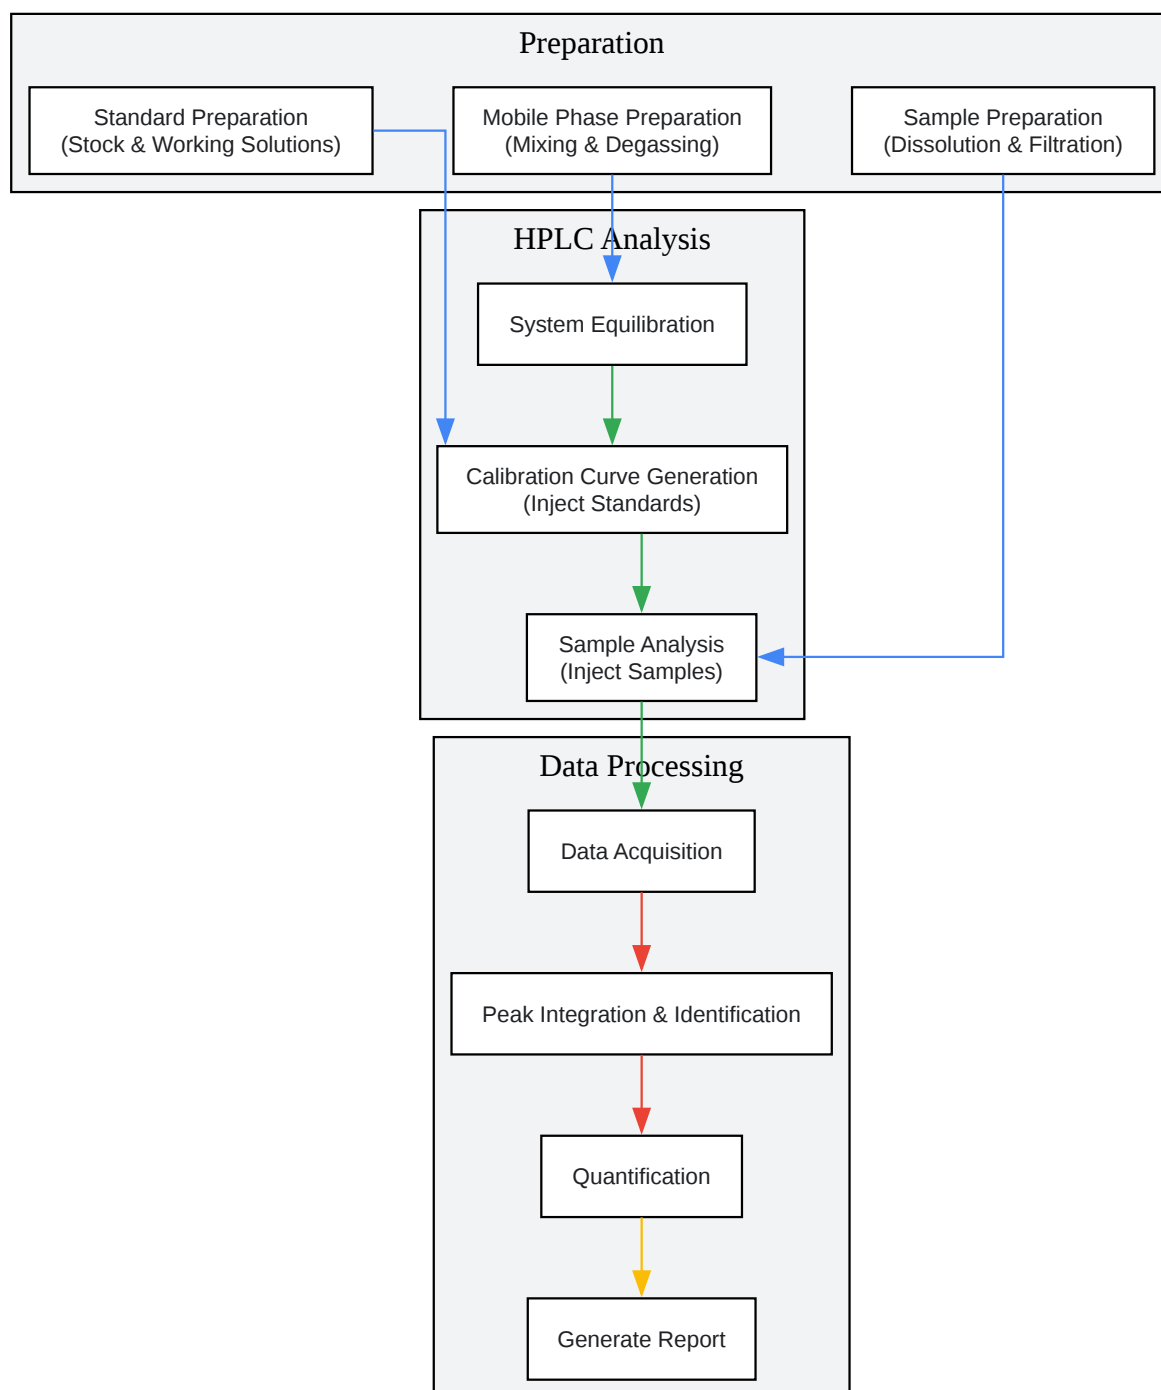 Preparation
Standard Preparation
(Stock & Working Solutions)
Mobile Phase Preparation
(Mixing & Degassing)
Sample Preparation
(Dissolution & Filtration)
HPLC Analysis
System Equilibration
Calibration Curve Generation
(Inject Standards)
Sample Analysis
(Inject Samples)
Data Processing
Data Acquisition
Peak Integration & Identification
Quantification
Generate Report